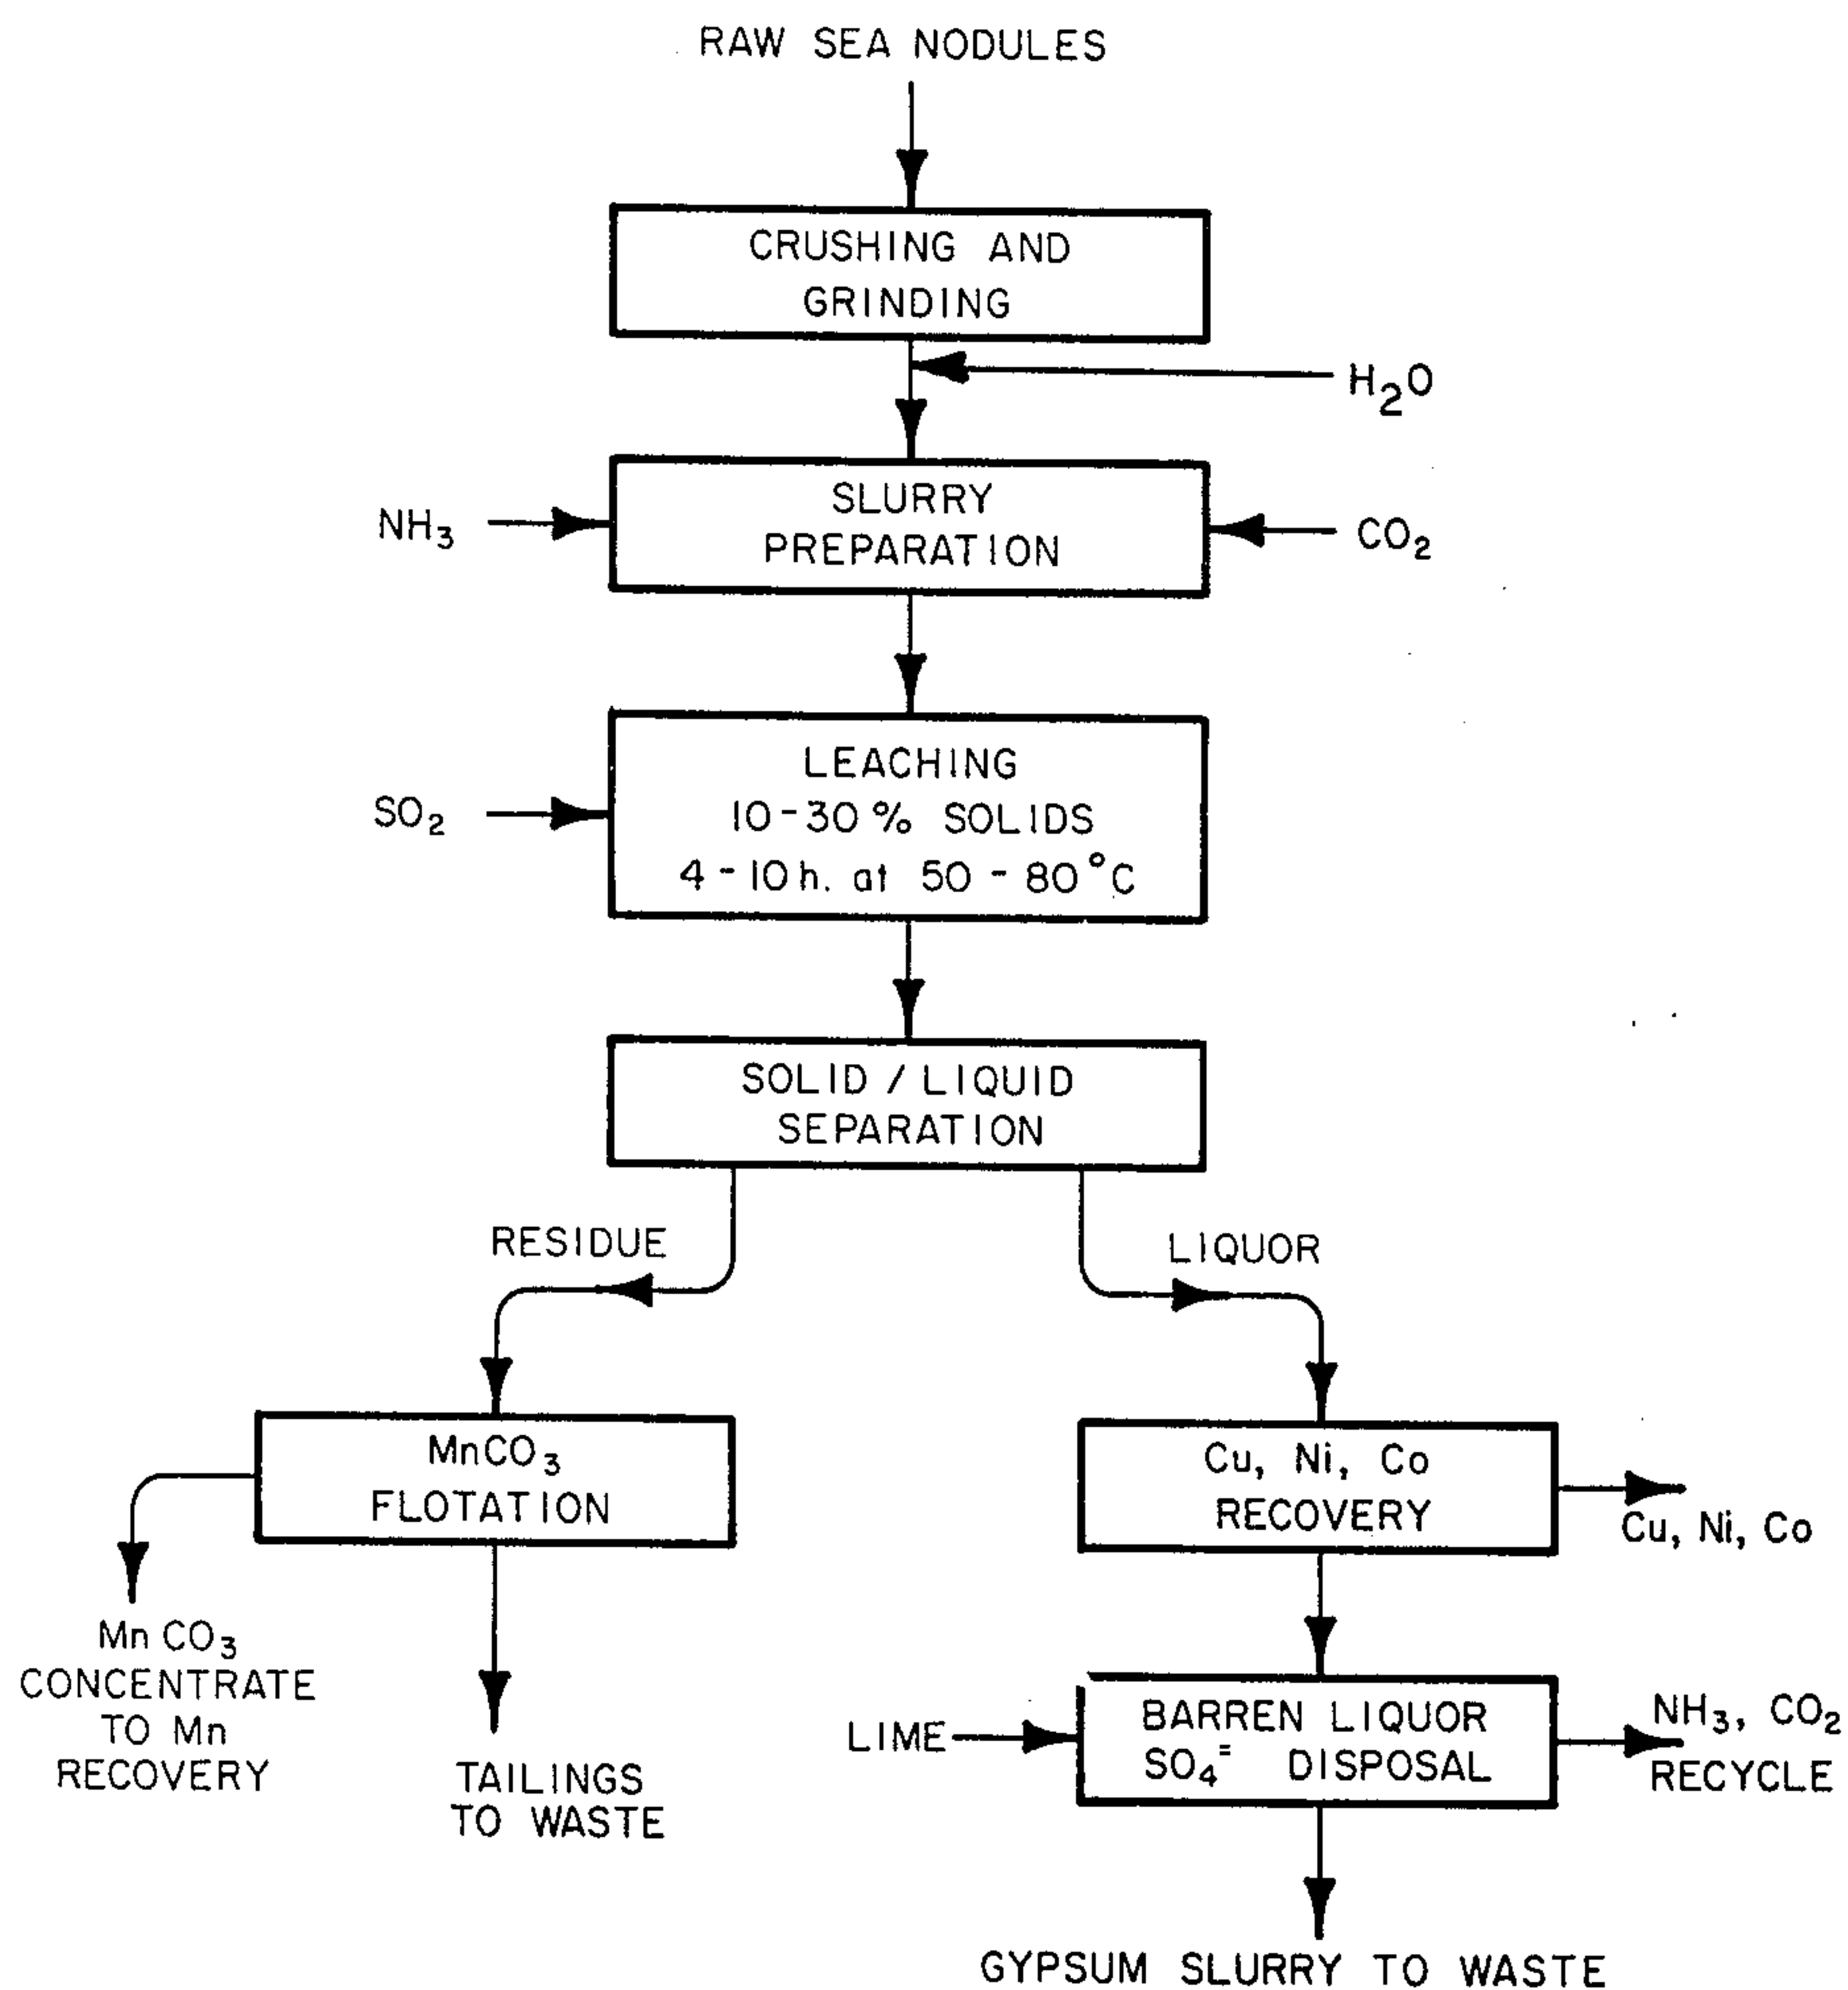 RAW SEA NODULES
CRUSHING AND
GRINDING
H₂O
SLURRY
PREPARATION
NH₃
CO₂
LEACHING
10-30% SOLIDS
4-10h. at 50-80°C
SO₂
SOLID / LIQUID
SEPARATION
RESIDUE
LIQUOR
MnCO₃
FLOTATION
Cu, Ni, Co
RECOVERY
Cu, Ni, Co
MnCO₃
CONCENTRATE
TO Mn
RECOVERY
TAILINGS
TO WASTE
LIME
BARREN LIQUOR
SO₄⁼ DISPOSAL
NH₃, CO₂
RECYCLE
GYPSUM SLURRY TO WASTE